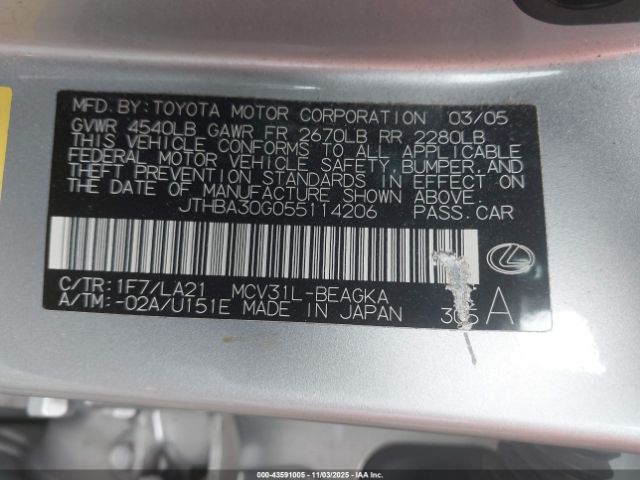 MFD. BY: TOYOTA MOTOR CORPORATION 03/05
GVWR 4540LB GAWR FR 2670LB RR 2280LB
THIS VEHICLE CONFORMS TO ALL APPLICABLE
FEDERAL MOTOR VEHICLE SAFETY, BUMPER, AND
THEFT PREVENTION STANDARDS IN EFFECT ON
THE DATE OF MANUFACTURE SHOWN ABOVE.
JTHBA30G055114206 PASS. CAR
C/TR: 1F7/LA21 MCV31L-BEAGKA
A/TM: -02A/U151E MADE IN JAPAN 305 A
000-43591005 - 11/03/2025 - IAAI.COM